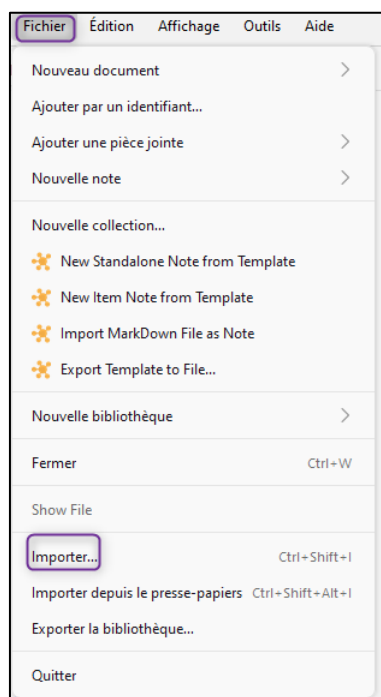 Fichier Édition Affichage Outils Aide
Nouveau document
Ajouter par un identifiant...
Ajouter une pièce jointe
Nouvelle note
Nouvelle collection...
New Standalone Note from Template
New Item Note from Template
Import MarkDown File as Note
Export Template to File...
Nouvelle bibliothèque
Fermer Ctrl+W
Show File
Importer... Ctrl+Shift+I
Importer depuis le presse-papiers Ctrl+Shift+Alt+I
Exporter la bibliothèque...
Quitter